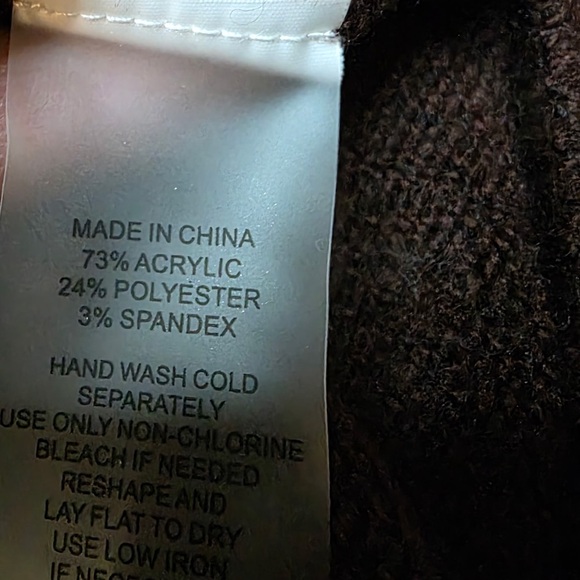 MADE IN CHINA
73% ACRYLIC
24% POLYESTER
3% SPANDEX
HAND WASH COLD
SEPARATELY
USE ONLY NON-CHLORINE
BLEACH IF NEEDED
RESHAPE AND
LAY FLAT TO DRY
USE LOW IRON
IF